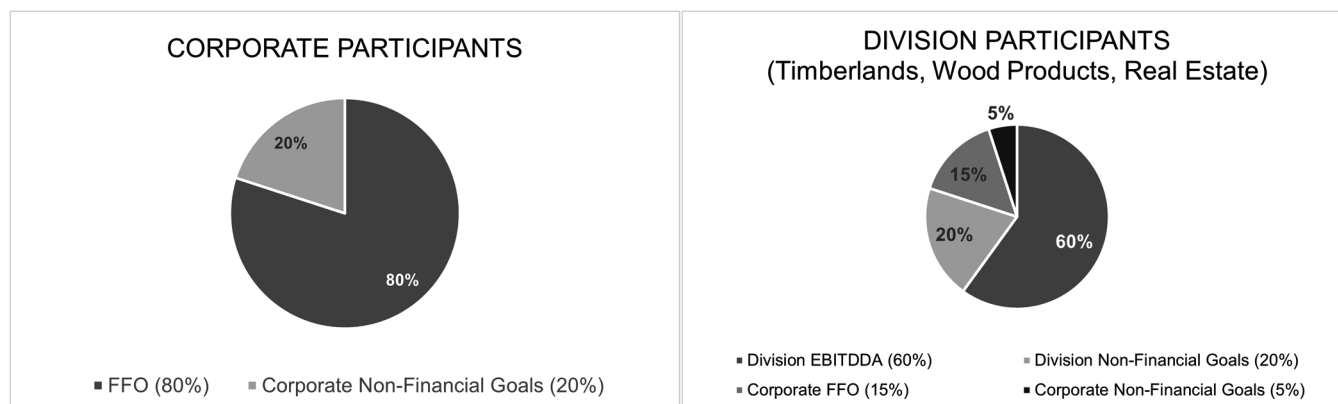 CORPORATE PARTICIPANTS
20%
80%
■ FFO (80%) ■ Corporate Non-Financial Goals (20%)
DIVISION PARTICIPANTS
(Timberlands, Wood Products, Real Estate)
5%
15%
20%
60%
■ Division EBITDDA (60%) ■ Division Non-Financial Goals (20%)
■ Corporate FFO (15%) ■ Corporate Non-Financial Goals (5%)